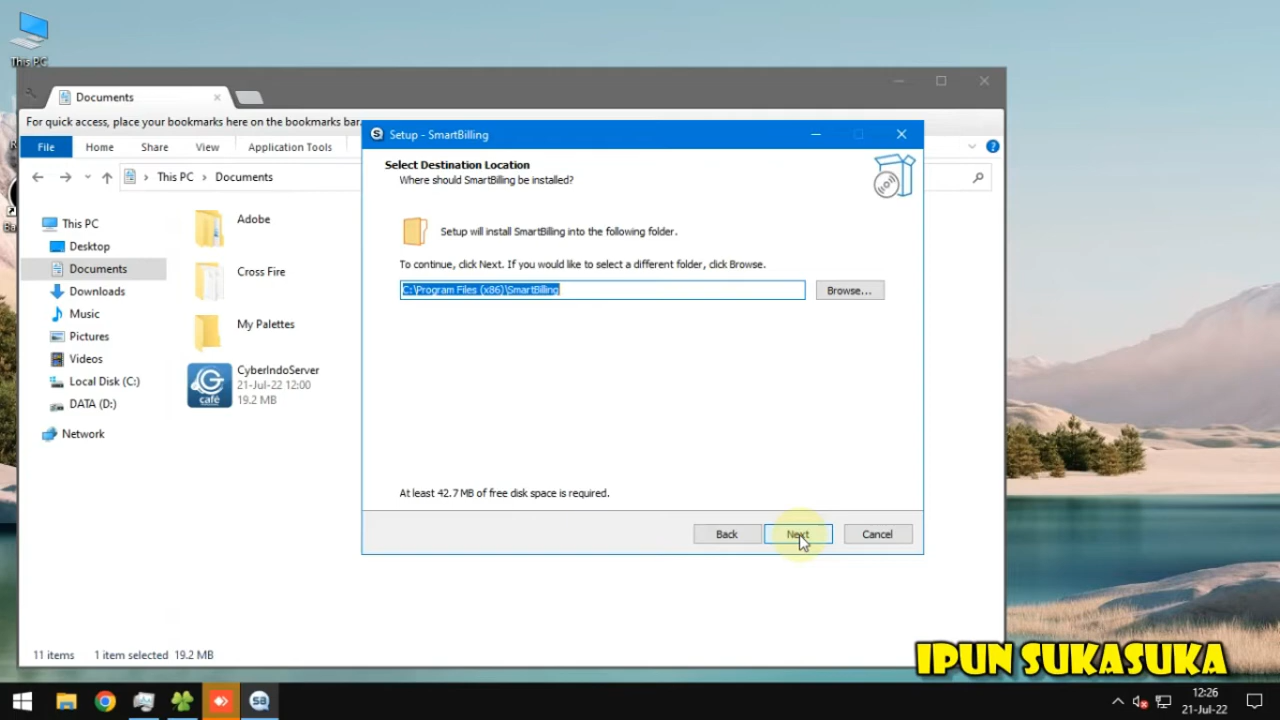 This PC
Documents
For quick access, place your bookmarks here on the bookmarks bar.
File Home Share View Application Tools
This PC > Documents
This PC
Desktop
Documents
Downloads
Music
Pictures
Videos
Local Disk (C:)
DATA (D:)
Network
Adobe
Cross Fire
My Palettes
CyberIndoServer
21-Jul-22 12:00
19.2 MB
G
café
11 items 1 item selected 19.2 MB
Setup - SmartBilling
Select Destination Location
Where should SmartBilling be installed?
Setup will install SmartBilling into the following folder.
To continue, click Next. If you would like to select a different folder, click Browse.
C:\Program Files (x86)\SmartBilling
Browse...
At least 42.7 MB of free disk space is required.
Back Next Cancel
IPUN SUKASUKA
SB
12:26
21-Jul-22